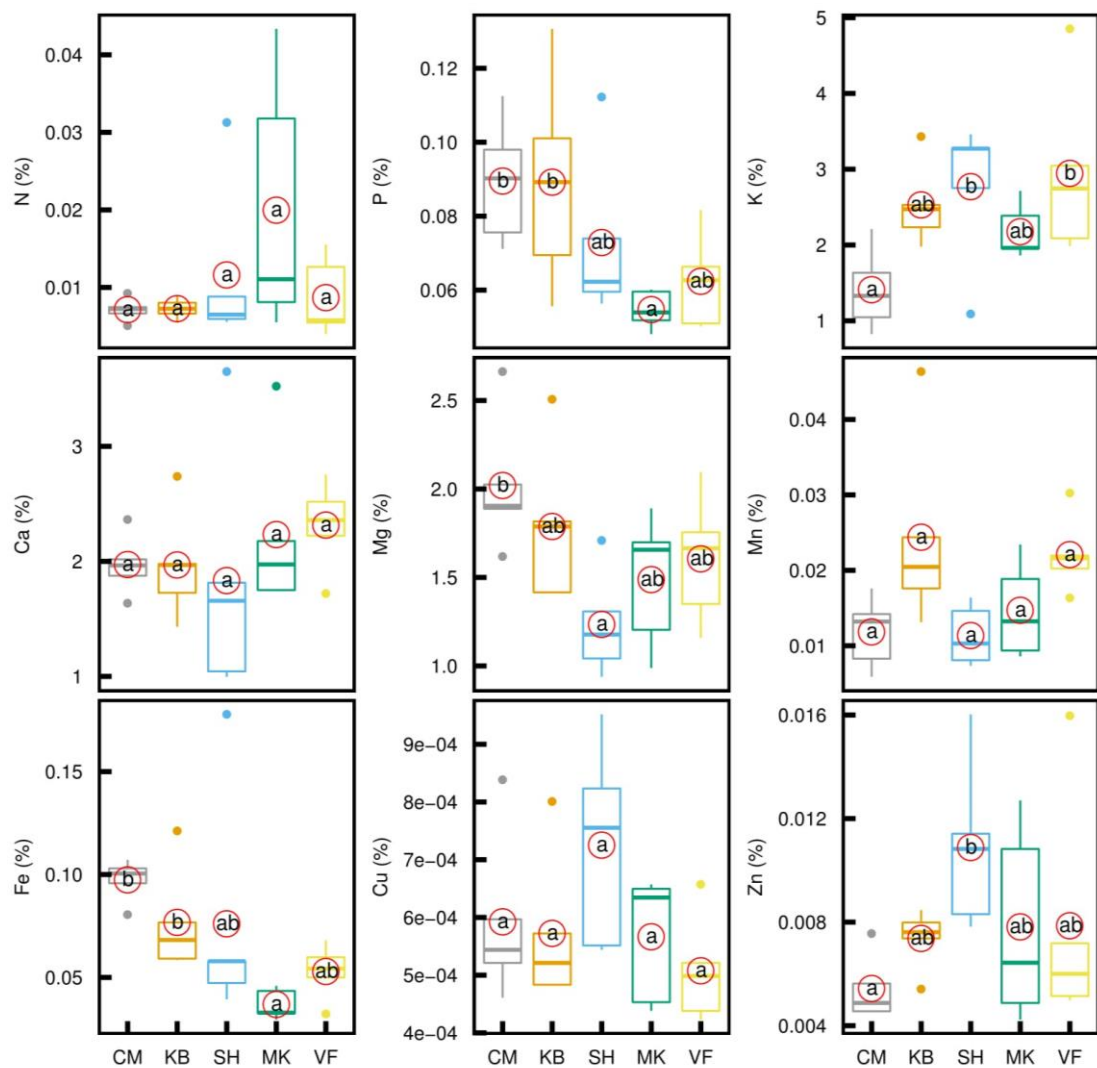 N (%)
0.04
0.03
0.02
0.01
a
a
a
a
a
P (%)
0.12
0.10
0.08
0.06
b
b
ab
a
ab
K (%)
5
4
3
2
1
a
ab
b
ab
b
Ca (%)
3
2
1
a
a
a
a
a
Mg (%)
2.5
2.0
1.5
1.0
b
ab
a
ab
ab
Mn (%)
0.04
0.03
0.02
0.01
a
a
a
a
a
Fe (%)
0.15
0.10
0.05
b
b
ab
a
ab
Cu (%)
9e−04
8e−04
7e−04
6e−04
5e−04
4e−04
a
a
a
a
a
Zn (%)
0.016
0.012
0.008
0.004
a
ab
b
ab
ab
CM KB SH MK VF
CM KB SH MK VF
CM KB SH MK VF